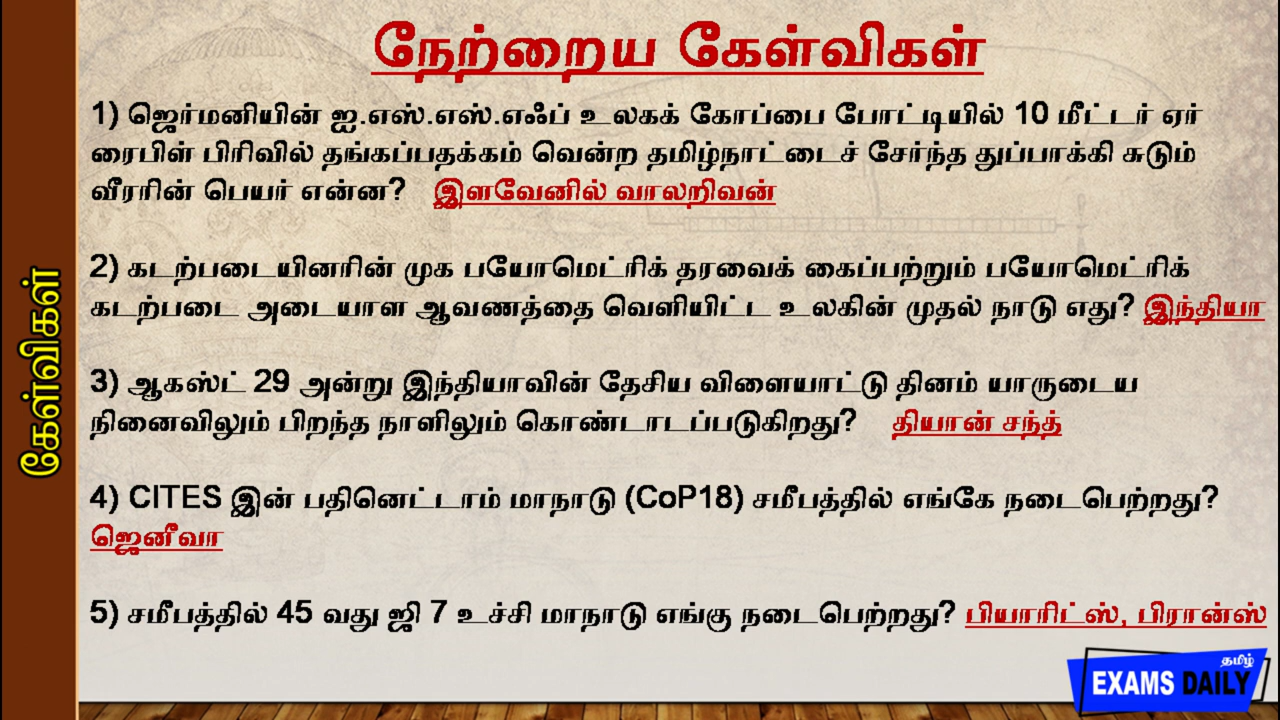 நேற்றைய கேள்விகள்
1) ஜெர்மனியின் ஐ.எஸ்.எஸ்.எஃப் உலகக் கோப்பை போட்டியில் 10 மீட்டர் ஏர்
ரைபிள் பிரிவில் தங்கப்பதக்கம் வென்ற தமிழ்நாட்டைச் சேர்ந்த துப்பாக்கி சுடும்
வீரரின் பெயர் என்ன? இளவேனில் வாலறிவன்
2) கடற்படையினரின் முக பயோமெட்ரிக் தரவைக் கைப்பற்றும் பயோமெட்ரிக்
கடற்படை அடையாள ஆவணத்தை வெளியிட்ட உலகின் முதல் நாடு எது? இந்தியா
3) ஆகஸ்ட் 29 அன்று இந்தியாவின் தேசிய விளையாட்டு தினம் யாருடைய
நினைவிலும் பிறந்த நாளிலும் கொண்டாடப்படுகிறது? தியான் சந்த்
4) CITES இன் பதினெட்டாம் மாநாடு (CoP18) சமீபத்தில் எங்கே நடைபெற்றது?
ஜெனீவா
5) சமீபத்தில் 45 வது ஜி 7 உச்சி மாநாடு எங்கு நடைபெற்றது? பியாரிட்ஸ், பிரான்ஸ்
கேள்விகள்
தமிழ்
EXAMS DAILY